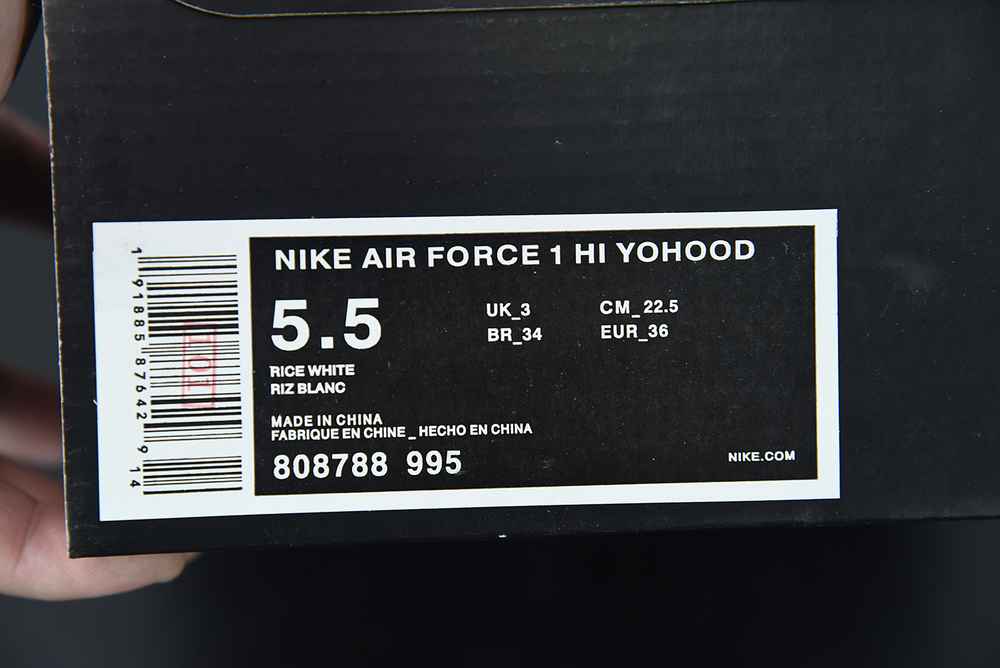 NIKE AIR FORCE 1 HI YOHOOD
5.5
UK_3
CM_22.5
BR_34
EUR_36
RICE WHITE
RIZ BLANC
MADE IN CHINA
FABRIQUE EN CHINE _ HECHO EN CHINA
808788 995
NIKE.COM
1 91885 87642 9 14
101